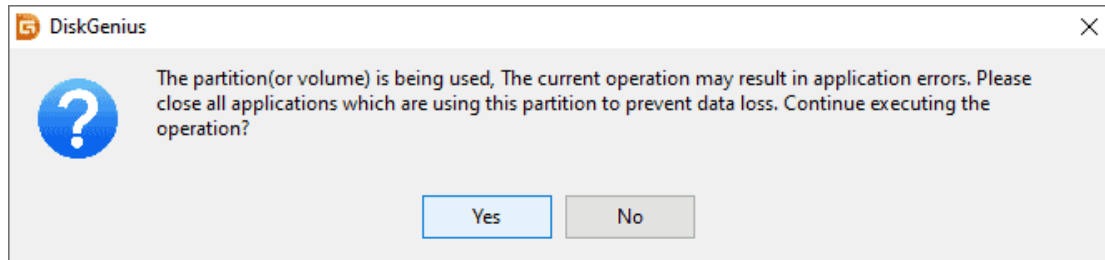 DiskGenius
The partition(or volume) is being used, The current operation may result in application errors. Please
close all applications which are using this partition to prevent data loss. Continue executing the
operation?
Yes
No